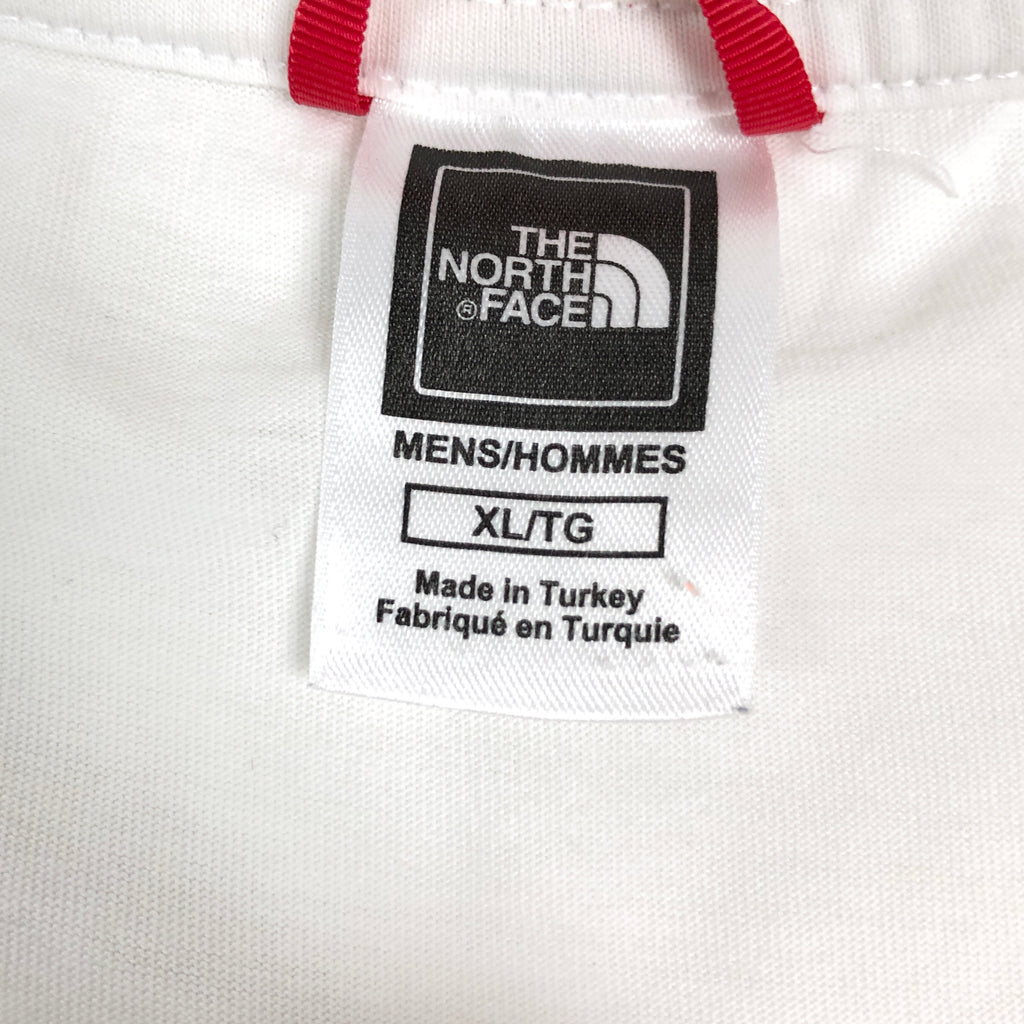 THE
NORTH
®FACE
MENS/HOMMES
XL/TG
Made in Turkey
Fabriqué en Turquie